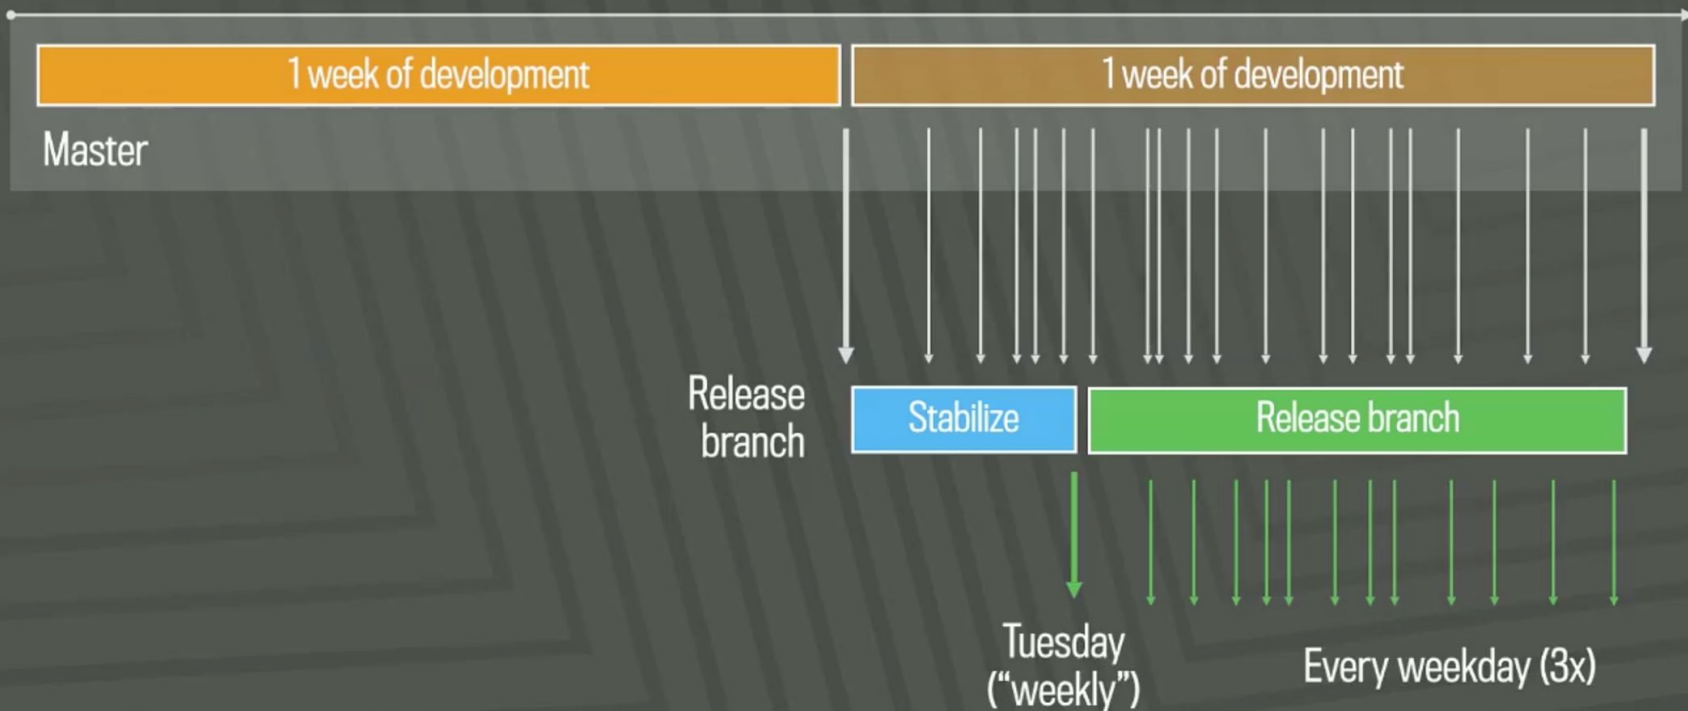 1 week of development
1 week of development
Master
Release
branch
Stabilize
Release branch
Tuesday
(“weekly”)
Every weekday (3x)